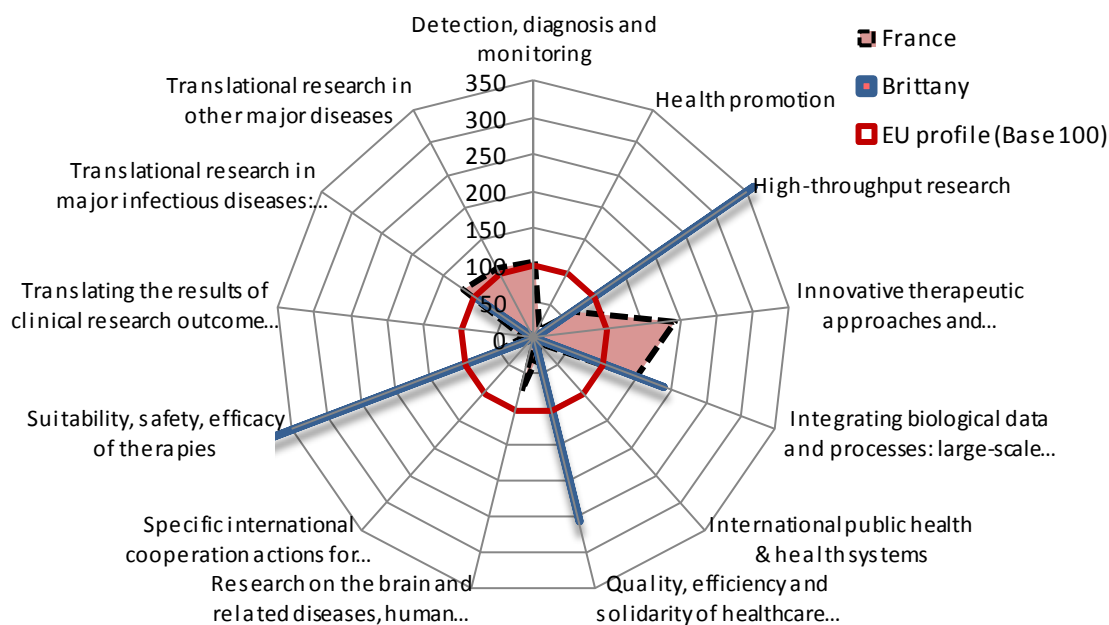 Detection, diagnosis and
monitoring
France
Brittany
EU profile (Base 100)
Translational research in
other major diseases
Health promotion
350
300
250
200
150
100
50
0
Translational research in
major infectious diseases:...
High-throughput research
Translating the results of
clinical research outcome...
Innovative therapeutic
approaches and...
Suitability, safety, efficacy
of therapies
Integrating biological data
and processes: large-scale...
Specific international
cooperation actions for...
International public health
& health systems
Research on the brain and
related diseases, human...
Quality, efficiency and
solidarity of healthcare...